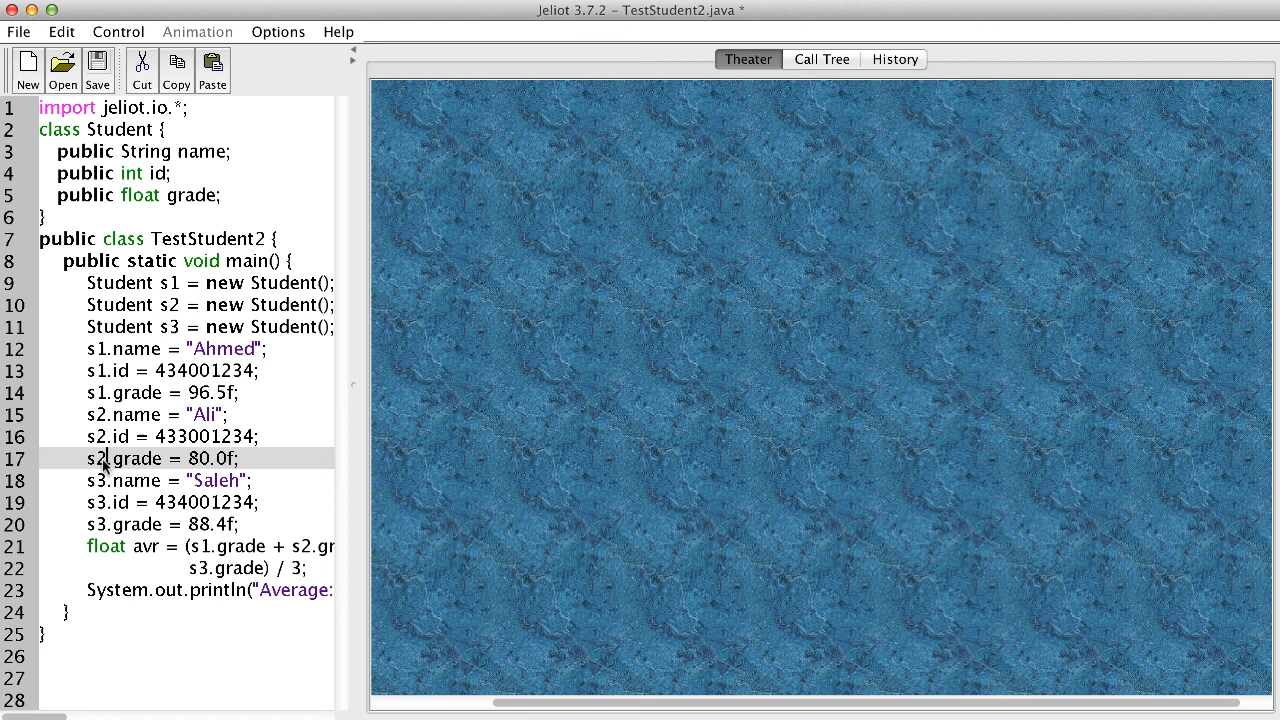 Jeliot 3.7.2 – TestStudent2.java *
File Edit Control Animation Options Help
New Open Save Cut Copy Paste
Theater Call Tree History
1 import jeliot.io.*;
2 class Student {
3 public String name;
4 public int id;
5 public float grade;
6 }
7 public class TestStudent2 {
8 public static void main() {
9 Student s1 = new Student();
10 Student s2 = new Student();
11 Student s3 = new Student();
12 s1.name = "Ahmed";
13 s1.id = 434001234;
14 s1.grade = 96.5f;
15 s2.name = "Ali";
16 s2.id = 433001234;
17 s2.grade = 80.0f;
18 s3.name = "Saleh";
19 s3.id = 434001234;
20 s3.grade = 88.4f;
21 float avr = (s1.grade + s2.gr
22 s3.grade) / 3;
23 System.out.println("Average:
24 }
25 }
26
27
28